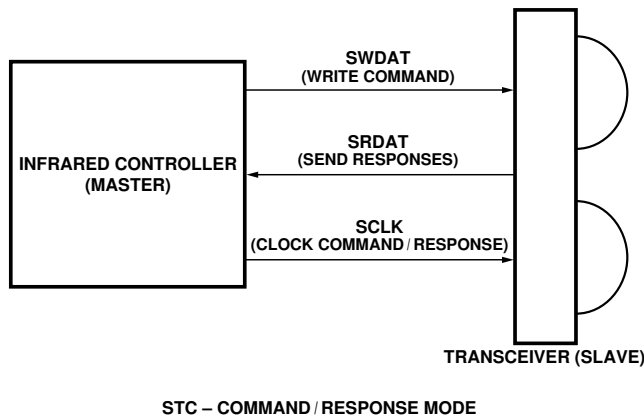 SWDAT
(WRITE COMMAND)
SRDAT
(SEND RESPONSES)
INFRARED CONTROLLER
(MASTER)
SCLK
(CLOCK COMMAND / RESPONSE)
TRANSCEIVER (SLAVE)
STC – COMMAND / RESPONSE MODE